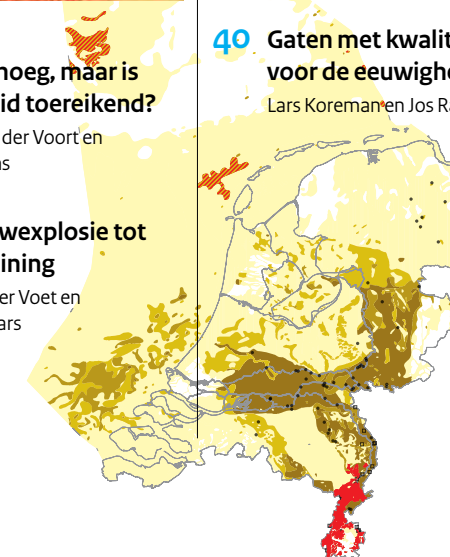 noeg, maar is
id toereikend?
der Voort en
wexplosie tot
ining
er Voet en
ars
40 Gaten met kwalit
voor de eeuwighe
Lars Koreman en Jos R